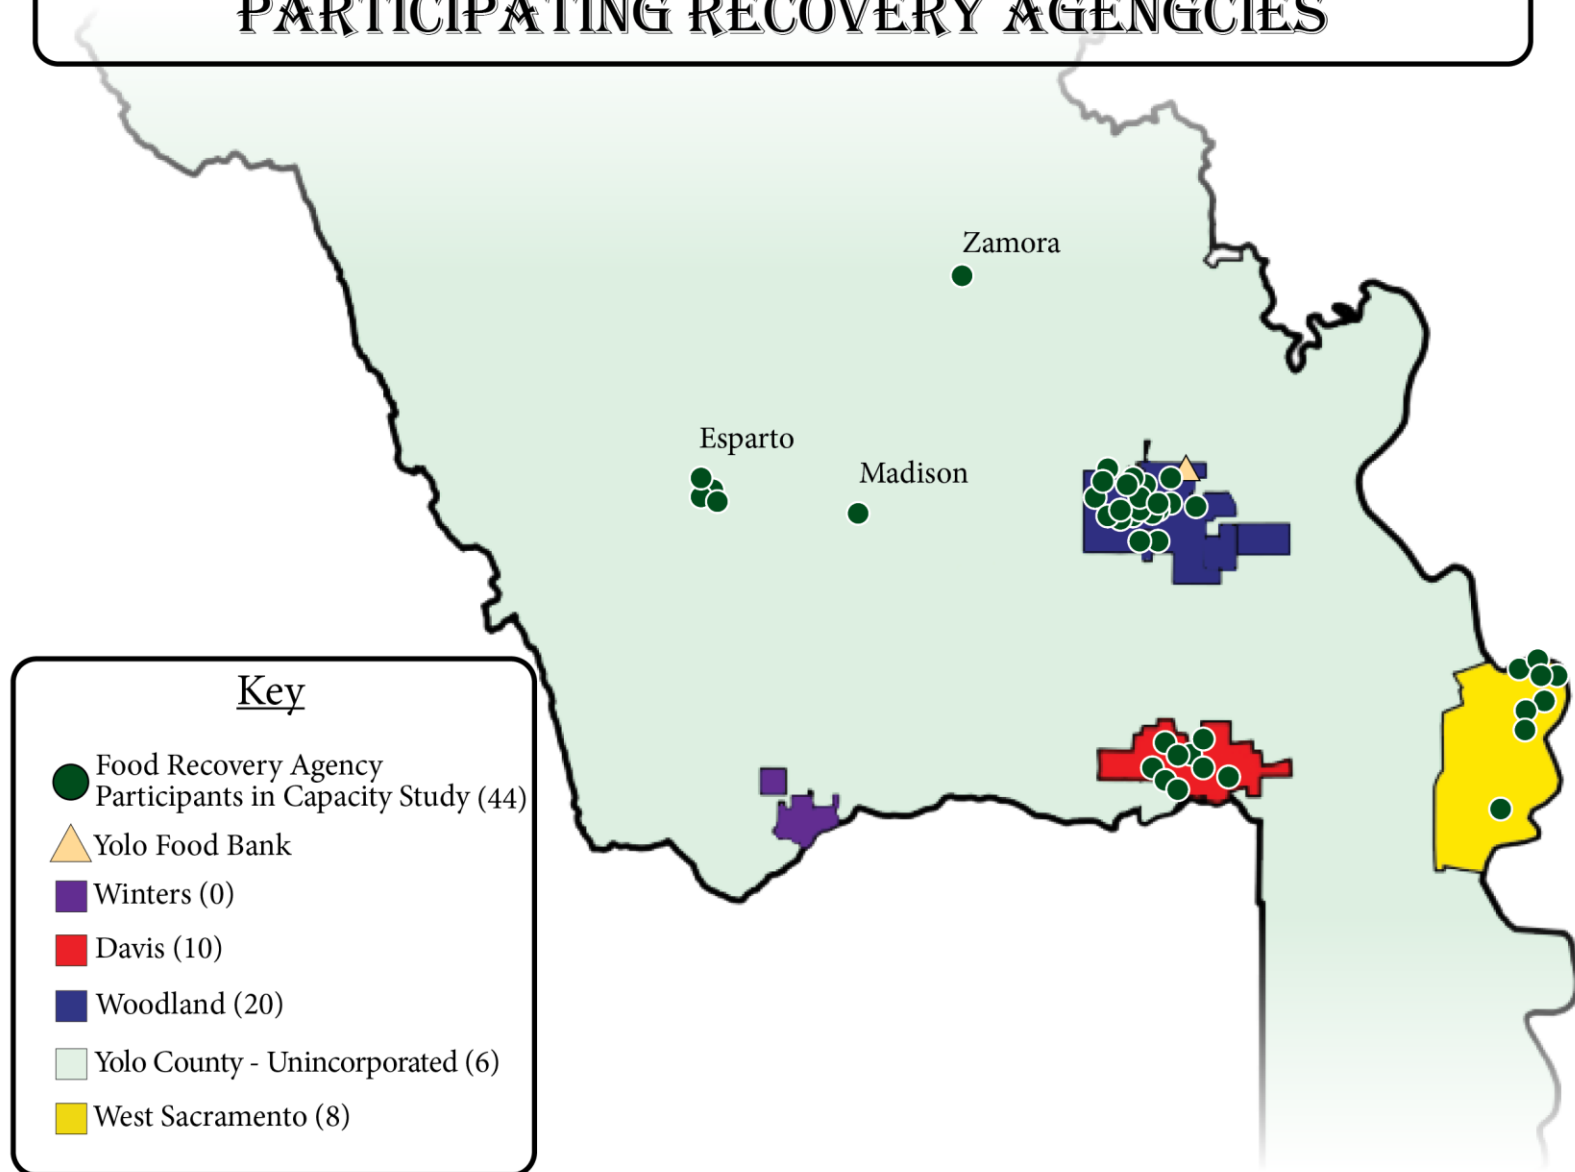 PARTICIPATING RECOVERY AGENGCIES
Zamora
Esparto
Madison
Key
Food Recovery Agency
Participants in Capacity Study (44)
Yolo Food Bank
Winters (0)
Davis (10)
Woodland (20)
Yolo County - Unincorporated (6)
West Sacramento (8)